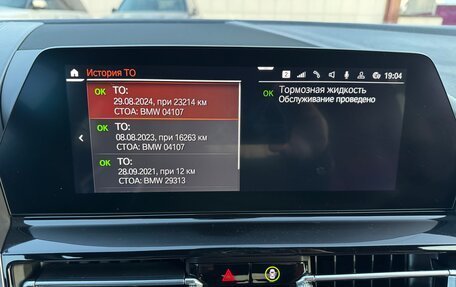 История ТО
2 19:04
OK ТО:
29.08.2024, при 23214 км
СТОА: BMW 04107
OK ТО:
08.08.2023, при 16263 км
СТОА: BMW 04107
OK ТО:
28.09.2021, при 12 км
СТОА: BMW 29313
OK Тормозная жидкость
Обслуживание проведено